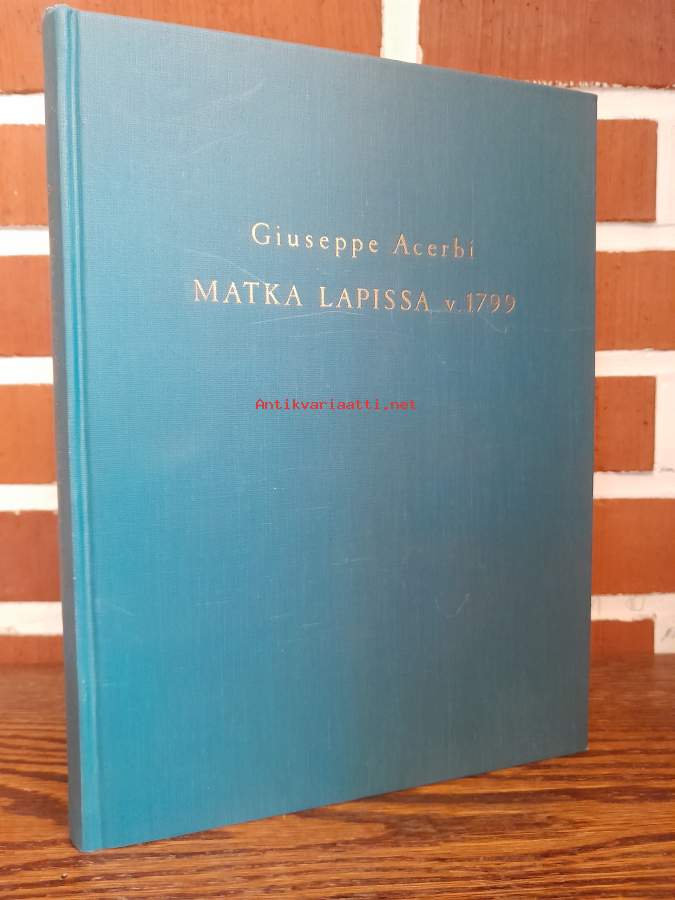 Giuseppe Acerbi
MATKA LAPISSA v. 1799
Antikvariaatti.net